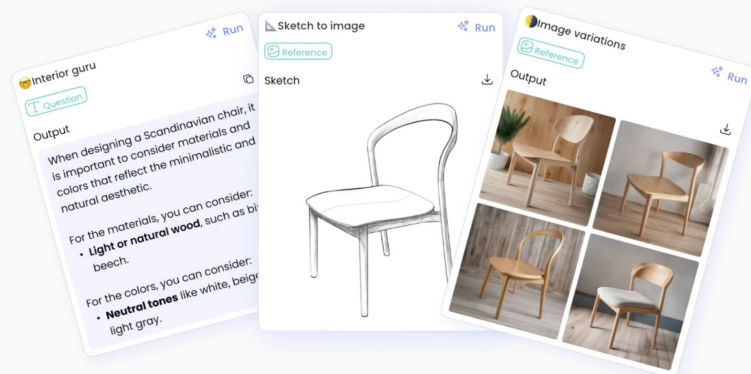 🤓Interior guru
Run
Question
Output
When designing a Scandinavian chair, it
is important to consider materials and
colors that reflect the minimalistic and
natural aesthetic.
For the materials, you can consider:
• Light or natural wood, such as
beech.
For the colors, you can consider:
• Neutral tones like white,
light gray.
📐Sketch to image
Run
Reference
Sketch
🌗Image variations
Run
Reference
Output